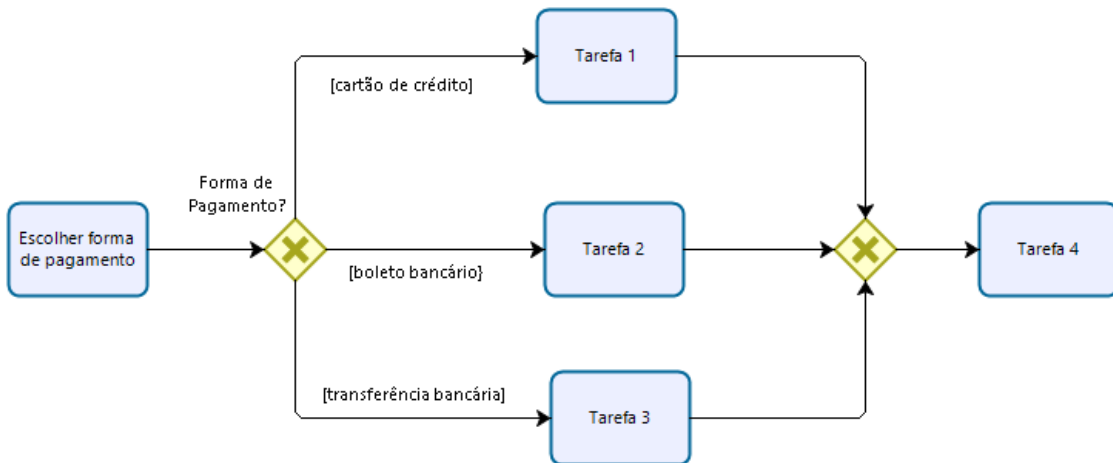 Tarefa 1
[cartão de crédito]
Forma de
Pagamento?
Escolher forma
de pagamento
Tarefa 2
[boleto bancário}
Tarefa 4
[transferência bancária]
Tarefa 3